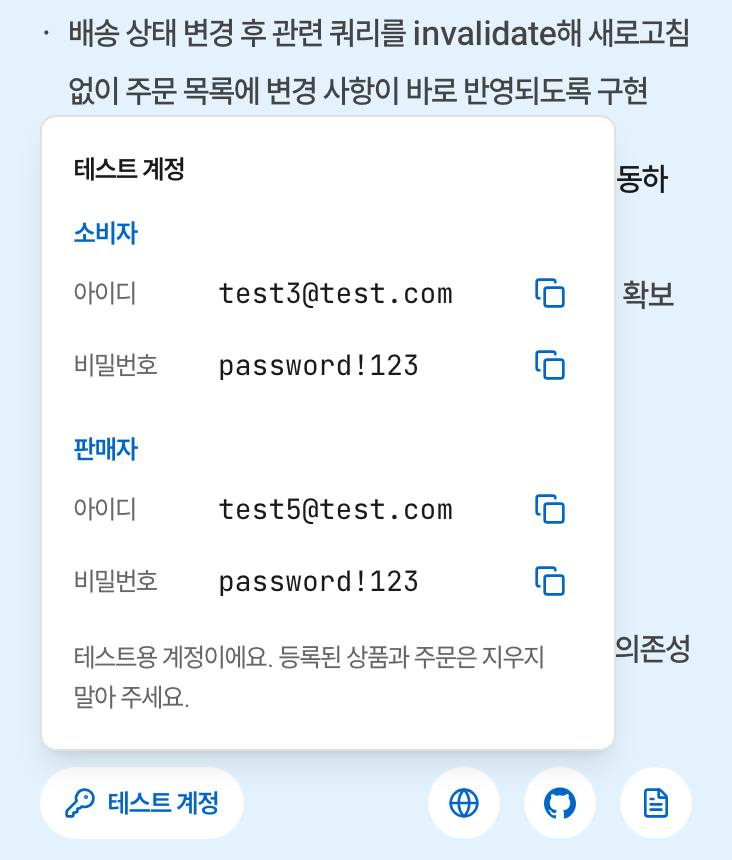 · 배송 상태 변경 후 관련 쿼리를 invalidate해 새로고침
없이 주문 목록에 변경 사항이 바로 반영되도록 구현
테스트 계정
동하
소비자
아이디 test3@test.com
확보
비밀번호 password!123
판매자
아이디 test5@test.com
비밀번호 password!123
의존성
테스트용 계정이에요. 등록된 상품과 주문은 지우지
말아 주세요.
테스트 계정